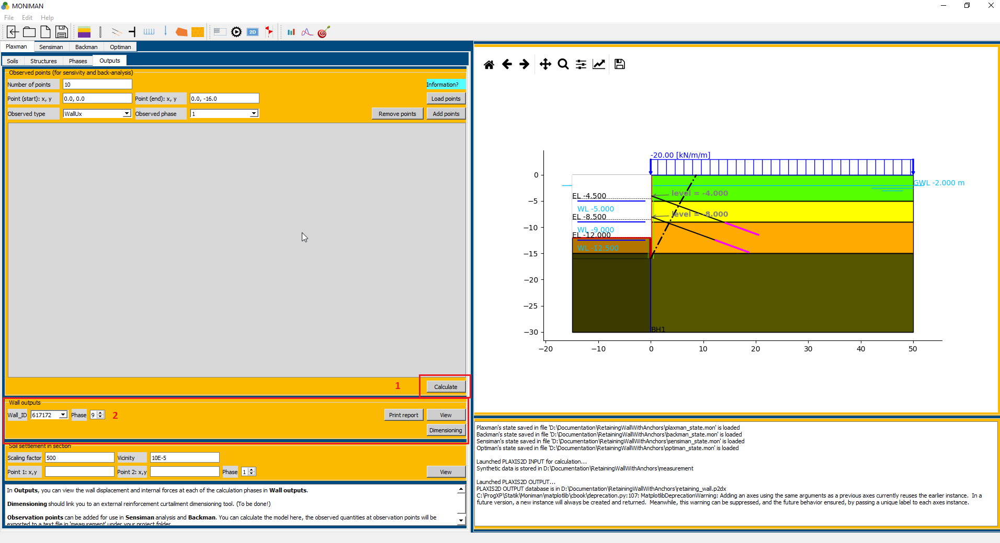 MONIMAN
File Edit Help
2D
Plaxman Sensiman Backman Optiman
Soils Structures Phases Outputs
Observed points (for sensivity and back-analysis)
Number of points 10 Information?
Point (start): x, y 0.0, 0.0 Point (end): x, y 0.0, -16.0 Load points
Observed type WallUx Observed phase 1 Remove points Add points
1 Calculate
Wall outputs
Wall_ID 617172 Phase 9 2 Print report View
Dimensioning
Soil settlement in section
Scaling factor 500 Vicinity 10E-5
Point 1: x,y Point 2: x,y Phase 1 View
In Outputs, you can view the wall displacement and internal forces at each of the calculation phases in Wall outputs.
Dimensioning should link you to an external reinforcement curtailment dimensioning tool. (To be done!)
Observation points can be added for use in Sensiman analysis and Backman. You can calculate the model here, the observed quantities at observation points will be
exported to a text file in 'measurement' under your project folder
-20.00 [kN/m/m]
GWL -2.000 m
level = -4.000
EL -4.500
WL -5.000
level = -8.000
EL -8.500
WL -9.000
EL -12.000
WL -12.500
BH1
0
−5
−10
−15
−20
−25
−30
−20 −10 0 10 20 30 40 50
Plaxman's state saved in file 'D:\Documentation\RetainingWallWithAnchors\plaxman_state.mon' is loaded
Backman's state saved in file 'D:\Documentation\RetainingWallWithAnchors\backman_state.mon' is loaded
Sensiman's state saved in file 'D:\Documentation\RetainingWallWithAnchors\sensiman_state.mon' is loaded
Optiman's state saved in file 'D:\Documentation\RetainingWallWithAnchors\optiman_state.mon' is loaded
Launched PLAXIS2D INPUT for calculation...
Synthetic data is stored in D:\Documentation\RetainingWallWithAnchors\measurement
Launched PLAXIS2D OUTPUT...
PLAXIS2D OUTPUT database is in D:\Documentation\RetainingWallWithAnchors\retaining_wall.p2dx
C:\ProgXP\Statik\Moniman\matplotlib\cbook\deprecation.py:107: MatplotlibDeprecationWarning: Adding an axes using the same arguments as a previous axes currently reuses the earlier instance. In a
future version, a new instance will always be created and returned. Meanwhile, this warning can be suppressed, and the future behavior ensured, by passing a unique label to each axes instance.